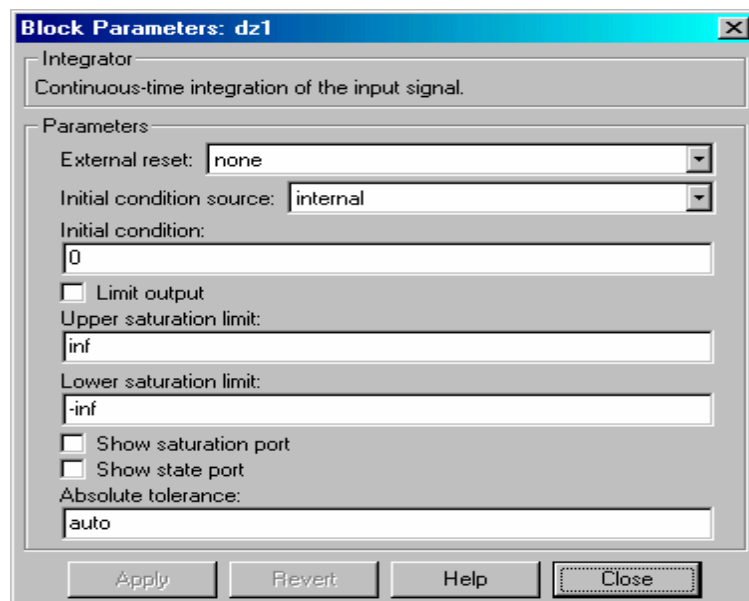 Block Parameters: dz1
Integrator
Continuous-time integration of the input signal.
Parameters
External reset: none
Initial condition source: internal
Initial condition:
0
Limit output
Upper saturation limit:
inf
Lower saturation limit:
-inf
Show saturation port
Show state port
Absolute tolerance:
auto
Apply Revert Help Close